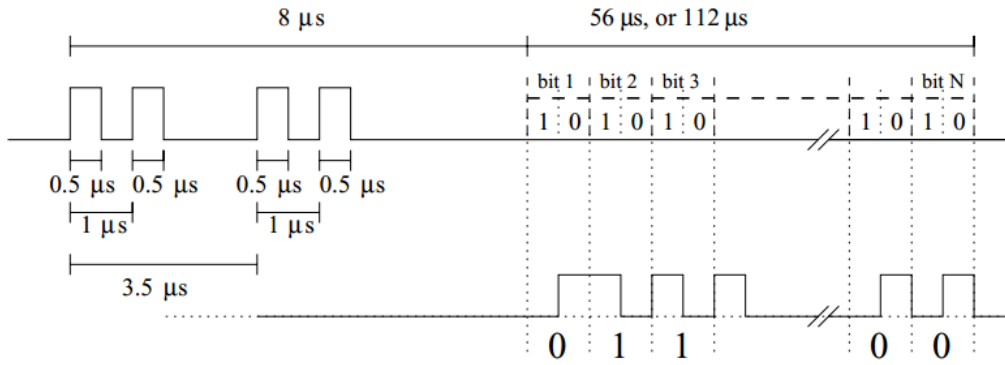 8 μs 56 μs, or 112 μs
bit 1 bit 2 bit 3 bit N
1 0 1 0 1 0 1 0 1 0
0.5 μs 0.5 μs 0.5 μs 0.5 μs
1 μs 1 μs
3.5 μs
0 1 1 0 0